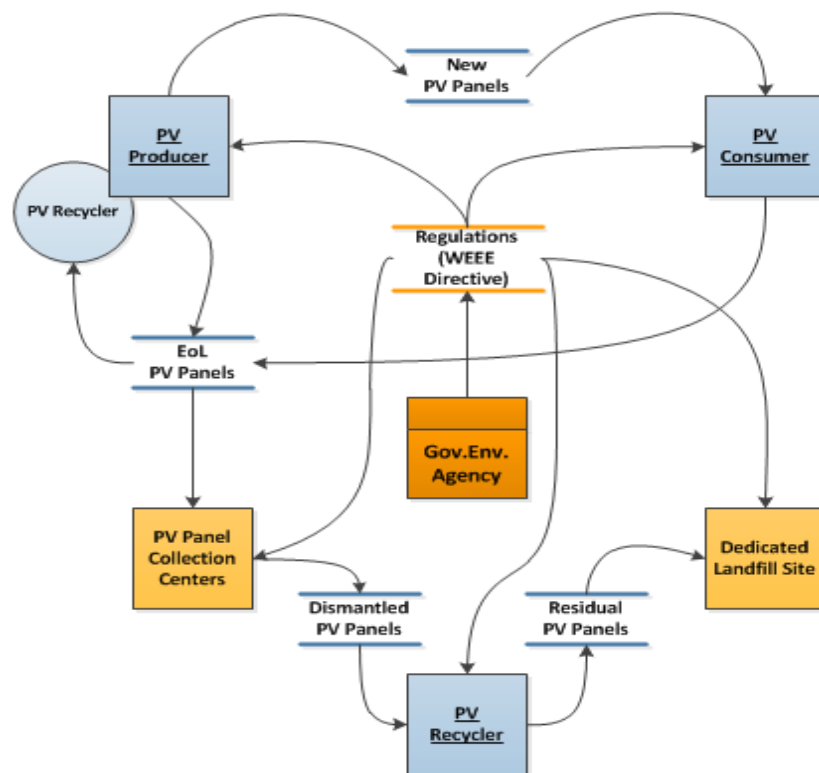 New
PV Panels
PV
Producer
PV
Consumer
PV Recycler
Regulations
(WEEE
Directive)
EoL
PV Panels
Gov.Env.
Agency
PV Panel
Collection
Centers
Dedicated
Landfill Site
Dismantled
PV Panels
Residual
PV Panels
PV
Recycler